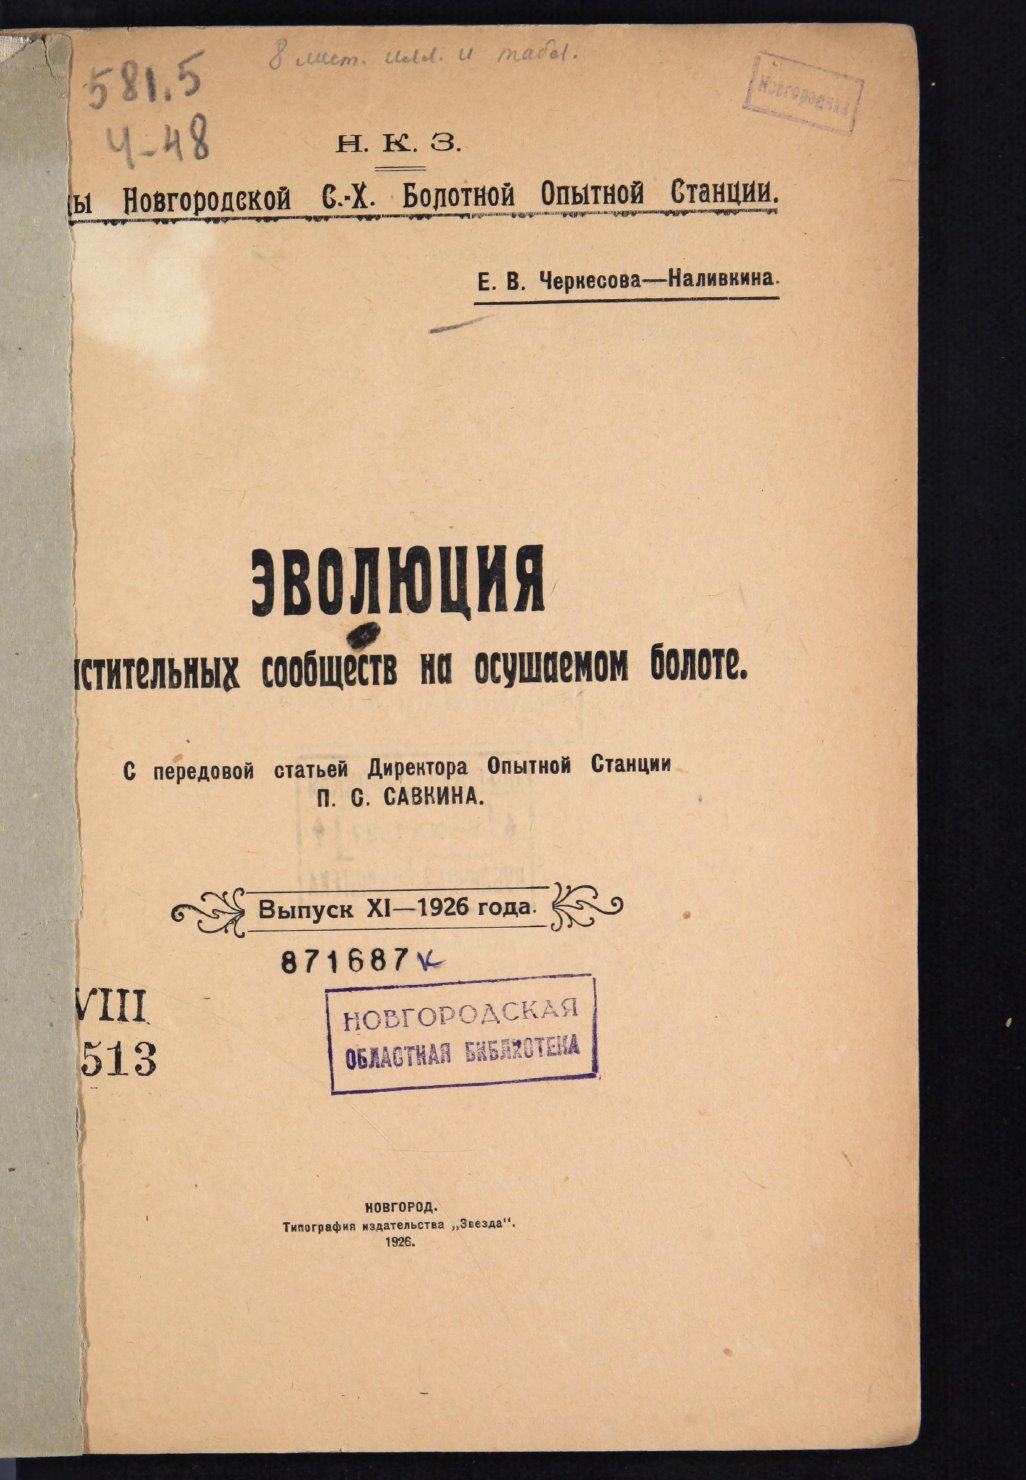 8 лист. илл. и табл.
581.5
Ч-48
Н. К. З.
ды Новгородской С.-Х. Болотной Опытной Станции.
Е. В. Черкесова—Наливкина.
ЭВОЛЮЦИЯ
стительных сообществ на осушаемом болоте.
С передовой статьей Директора Опытной Станции
П. С. САВКИНА.
Выпуск XI—1926 года.
871687 к
VIII
513
НОВГОРОДСКАЯ
ОБЛАСТНАЯ БИБЛИОТЕКА
НОВГОРОД.
Типография издательства „Звезда“.
1926.